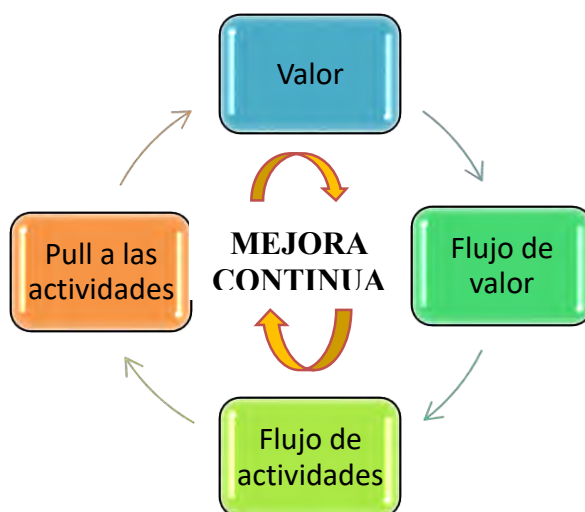 Valor
Flujo de
valor
Flujo de
actividades
Pull a las
actividades
MEJORA
CONTINUA